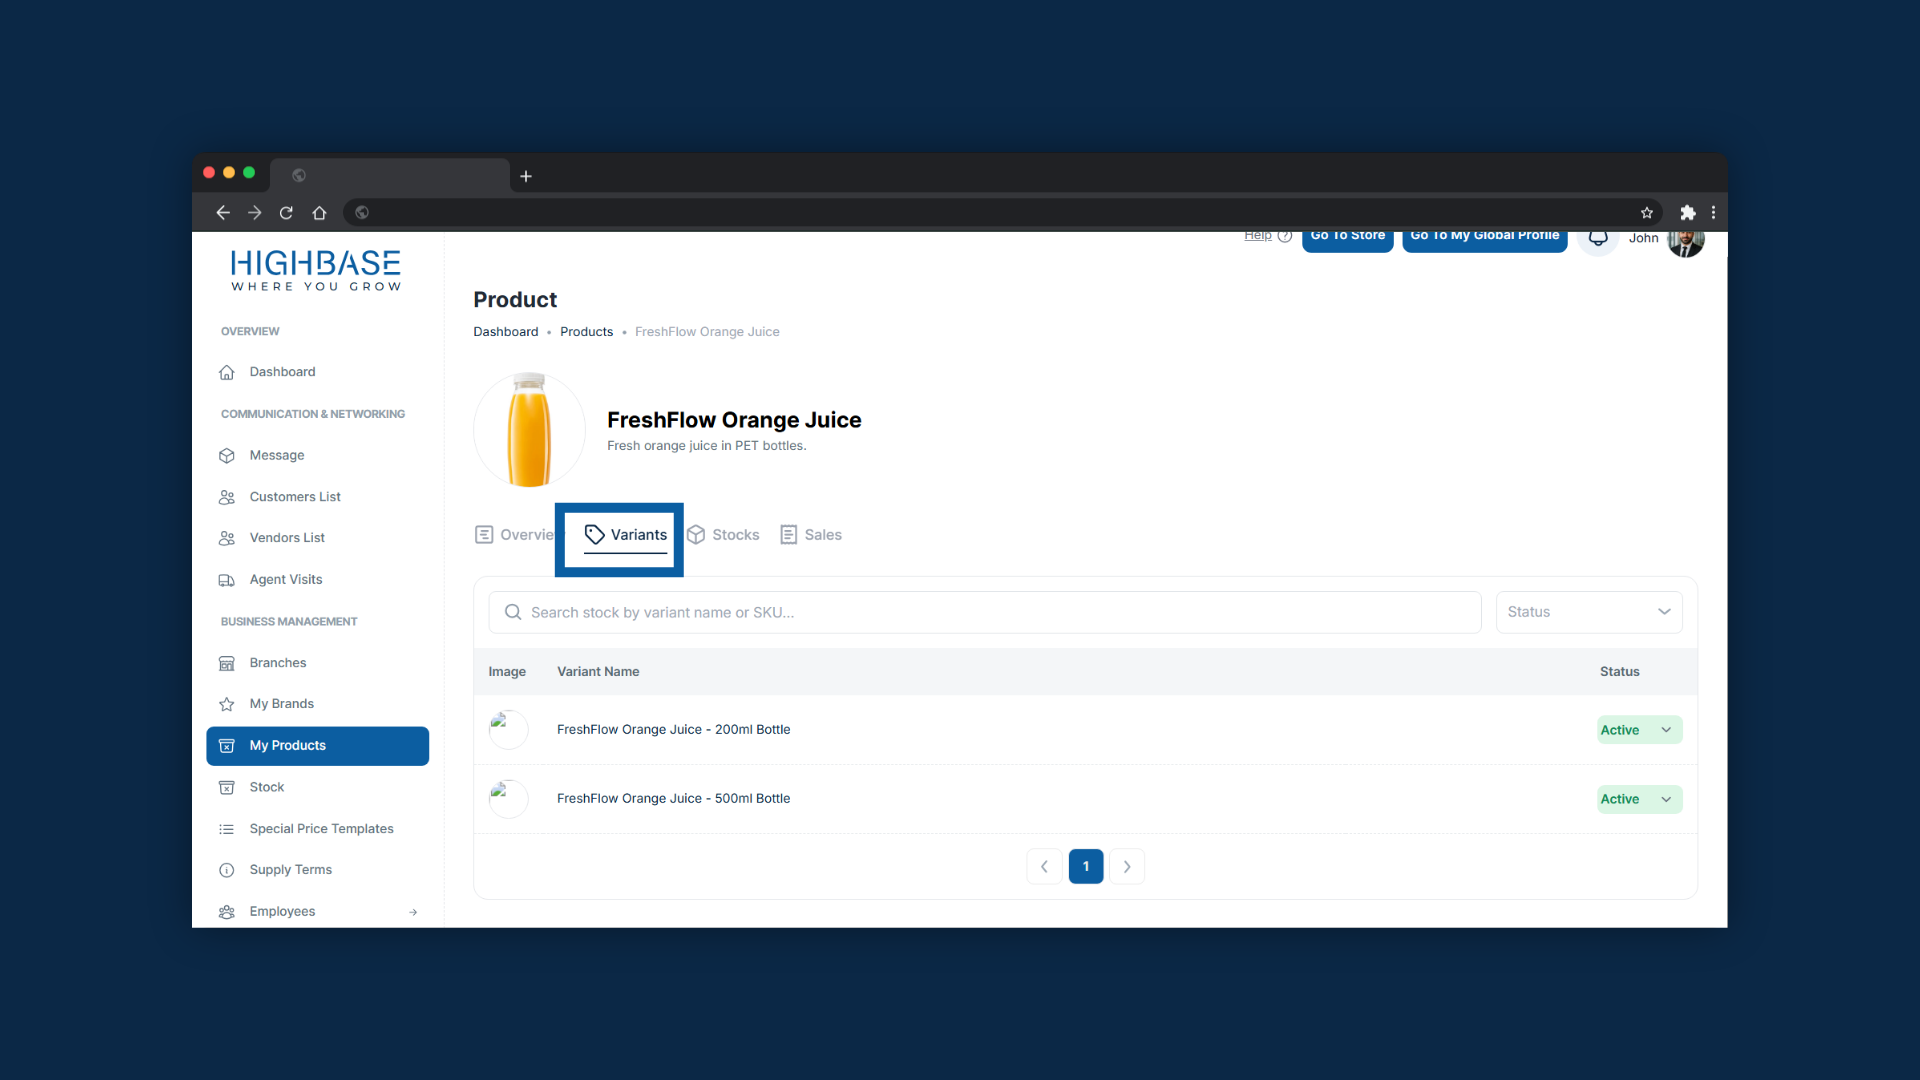 HIGHBASE
WHERE YOU GROW
Help
Go To Store
Go To My Global Profile
John
OVERVIEW
Dashboard
COMMUNICATION & NETWORKING
Message
Customers List
Vendors List
Agent Visits
BUSINESS MANAGEMENT
Branches
My Brands
My Products
Stock
Special Price Templates
Supply Terms
Employees
Product
Dashboard • Products • FreshFlow Orange Juice
FreshFlow Orange Juice
Fresh orange juice in PET bottles.
Overvie
Variants
Stocks
Sales
Search stock by variant name or SKU...
Status
Image Variant Name Status
FreshFlow Orange Juice - 200ml Bottle Active
FreshFlow Orange Juice - 500ml Bottle Active
1